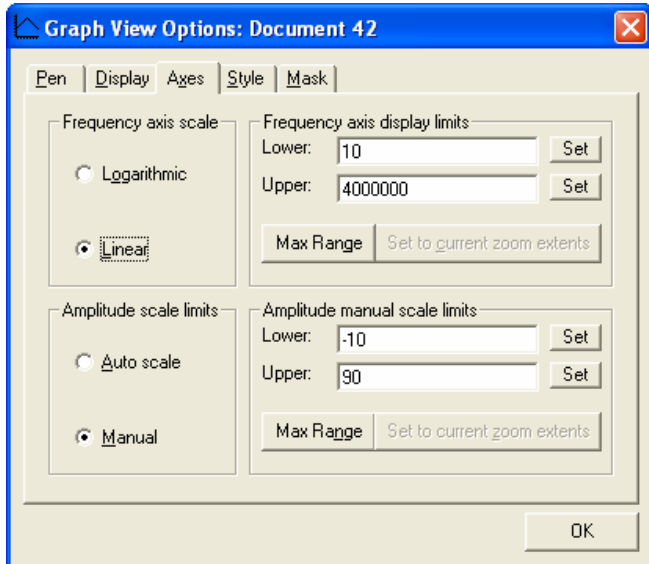 Graph View Options: Document 42
Pen Display Axes Style Mask
Frequency axis scale
Logarithmic
Linear
Frequency axis display limits
Lower: 10 Set
Upper: 4000000 Set
Max Range Set to current zoom extents
Amplitude scale limits
Auto scale
Manual
Amplitude manual scale limits
Lower: -10 Set
Upper: 90 Set
Max Range Set to current zoom extents
OK